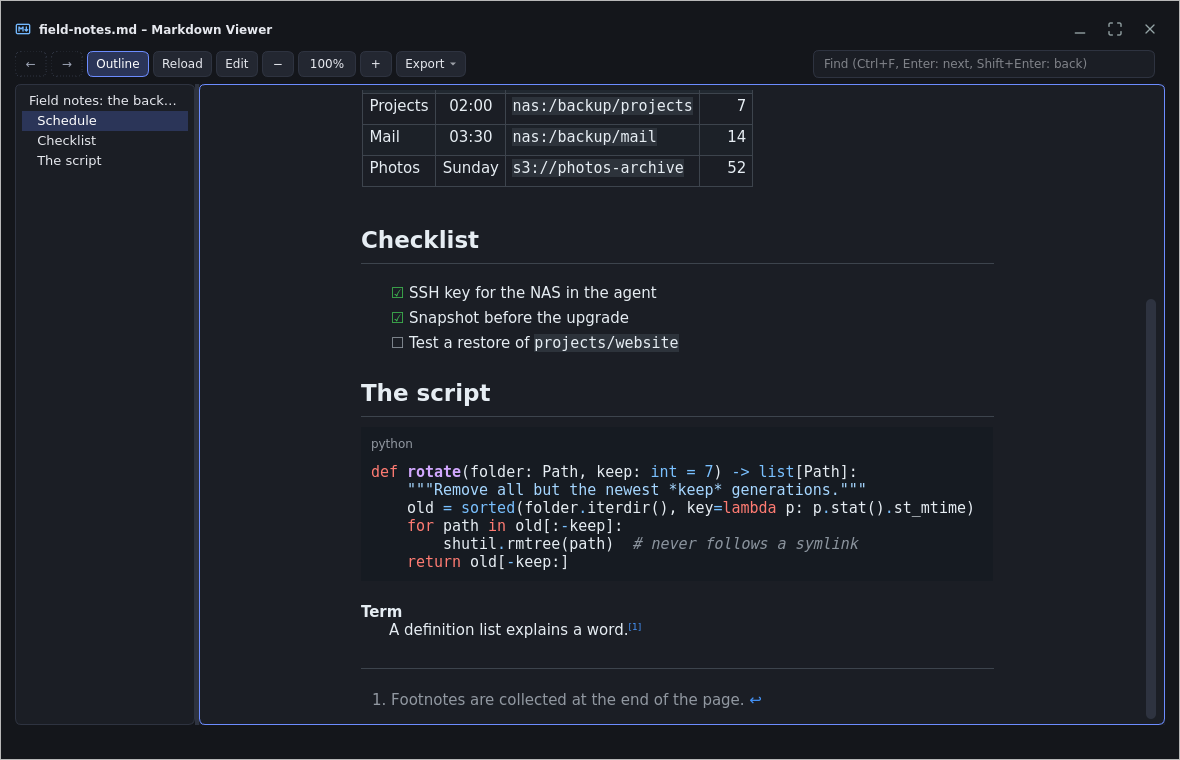 field-notes.md – Markdown Viewer
← → Outline Reload Edit − 100% + Export Find (Ctrl+F, Enter: next, Shift+Enter: back)
Field notes: the back…
Schedule
Checklist
The script
Projects 02:00 nas:/backup/projects 7
Mail 03:30 nas:/backup/mail 14
Photos Sunday s3://photos-archive 52
Checklist
☑ SSH key for the NAS in the agent
☑ Snapshot before the upgrade
☐ Test a restore of projects/website
The script
python
def rotate(folder: Path, keep: int = 7) -> list[Path]:
    """Remove all but the newest *keep* generations."""
    old = sorted(folder.iterdir(), key=lambda p: p.stat().st_mtime)
    for path in old[:-keep]:
        shutil.rmtree(path)  # never follows a symlink
    return old[-keep:]
Term
A definition list explains a word.[1]
1. Footnotes are collected at the end of the page. ↩